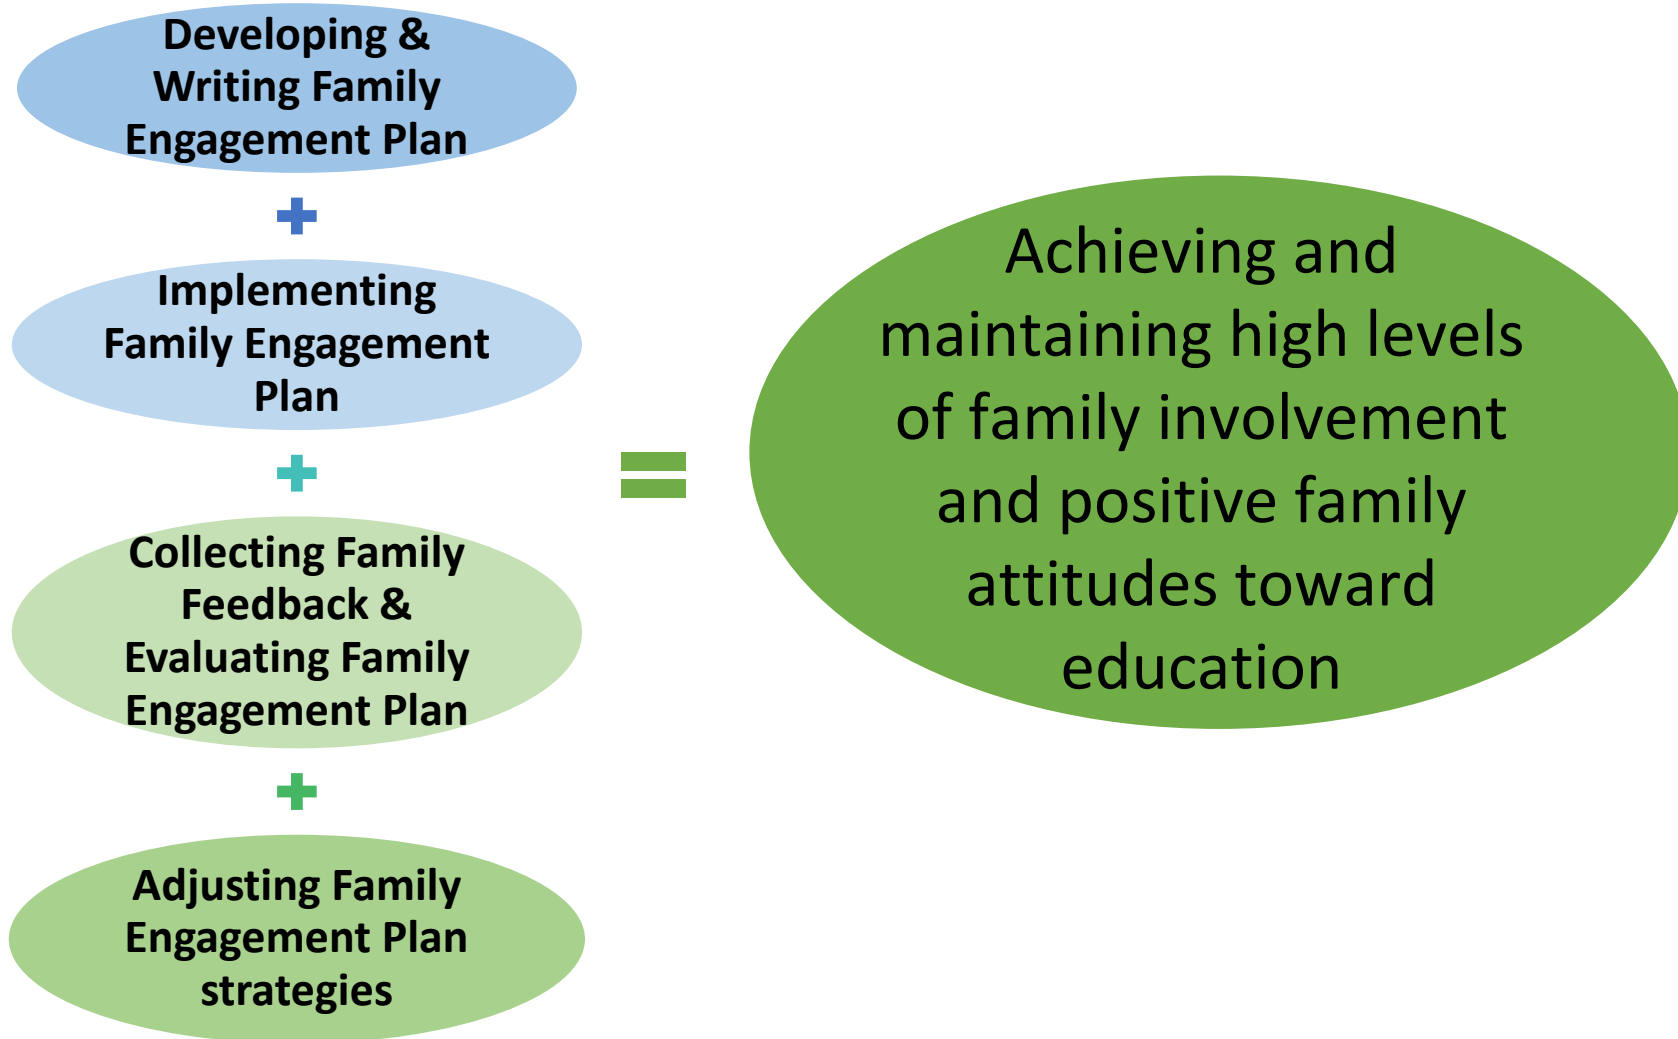 Developing &
Writing Family
Engagement Plan
Implementing
Family Engagement
Plan
Collecting Family
Feedback &
Evaluating Family
Engagement Plan
Adjusting Family
Engagement Plan
strategies
Achieving and
maintaining high levels
of family involvement
and positive family
attitudes toward
education